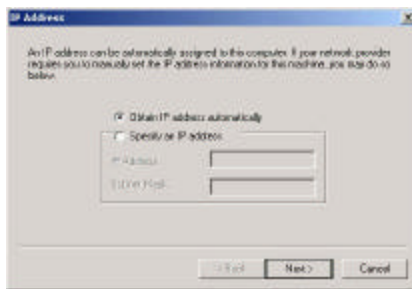 IP Address
An IP address can be automatically assigned to this computer. If your network provider
requires you to manually set the IP address information for this machine, you may do so
below.
Obtain IP address automatically
Specify an IP address
IP Address:
Subnet Mask:
< Back
Next >
Cancel